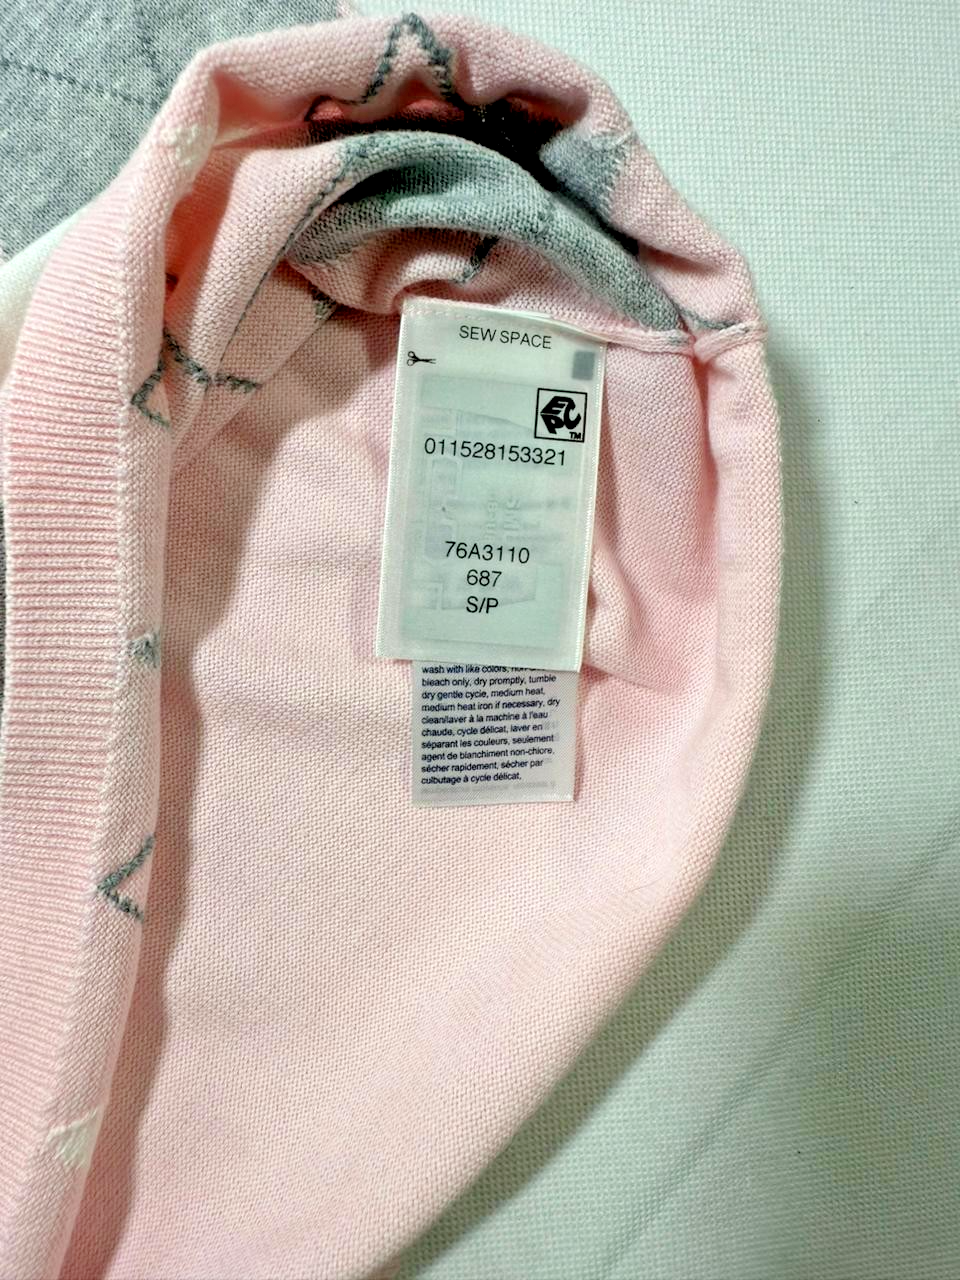 SEW SPACE
EPC
TM
011528153321
76A3110
687
S/P
wash with like colors,
bleach only, dry promptly, tumble
dry gentle cycle, medium heat,
medium heat iron if necessary, dry
clean/laver à la machine à l'eau
chaude, cycle délicat, laver en
séparant les couleurs, seulement
agent de blanchiment non-chlore,
sécher rapidement, sécher par
culbutage à cycle délicat,